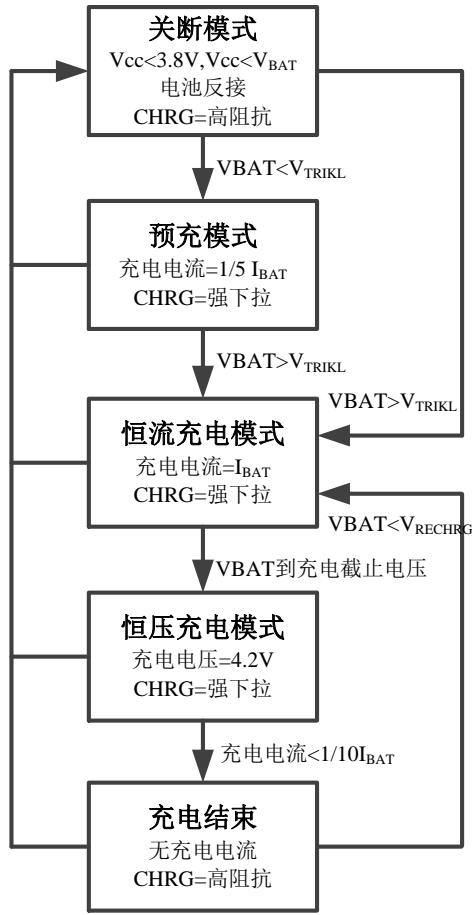 关断模式
Vcc<3.8V,Vcc<VBAT
电池反接
CHRG=高阻抗
VBAT<VTRIKL
预充模式
充电电流=1/5 IBAT
CHRG=强下拉
VBAT>VTRIKL
VBAT>VTRIKL
恒流充电模式
充电电流=IBAT
CHRG=强下拉
VBAT<VRECHRG
VBAT到充电截止电压
恒压充电模式
充电电压=4.2V
CHRG=强下拉
充电电流<1/10IBAT
充电结束
无充电电流
CHRG=高阻抗